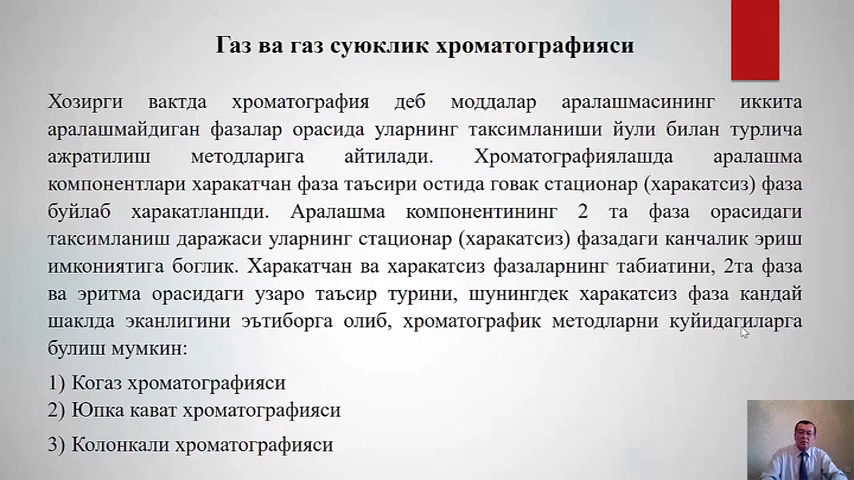 Газ ва газ суюклик хроматографияси
Хозирги вактда хроматография деб моддалар аралашмасининг иккита
аралашмайдиган фазалар орасида уларнинг таксимланиши йули билан турлича
ажратилиш методларига айтилади. Хроматографиялашда аралашма
компонентлари харакатчан фаза таъсири остида говак стационар (харакатсиз) фаза
буйлаб харакатланпди. Аралашма компонентининг 2 та фаза орасидаги
таксимланиш даражаси уларнинг стационар (харакатсиз) фазадаги канчалик эриш
имкониятига боглик. Харакатчан ва харакатсиз фазаларнинг табиатини, 2та фаза
ва эритма орасидаги узаро таъсир турини, шунингдек харакатсиз фаза кандай
шаклда эканлигини эътиборга олиб, хроматографик методларни куйидагиларга
булиш мумкин:
1) Когаз хроматографияси
2) Юпка кават хроматографияси
3) Колонкали хроматографияси